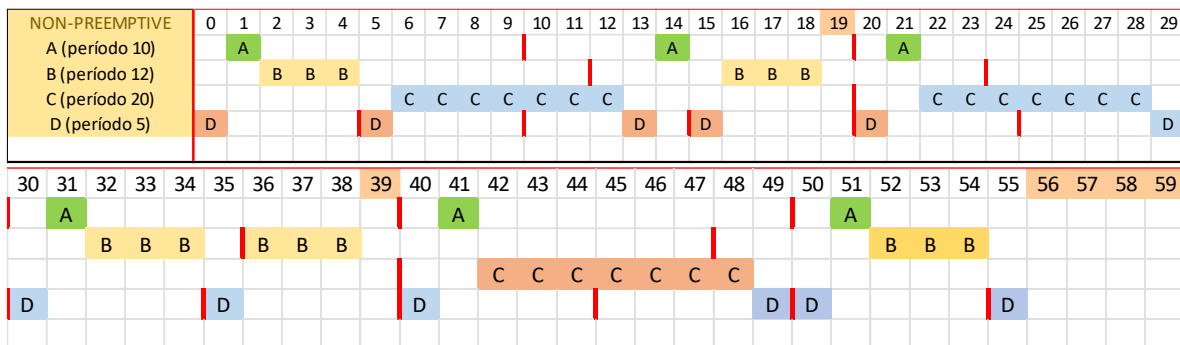 NON-PREEMPTIVE 0 1 2 3 4 5 6 7 8 9 10 11 12 13 14 15 16 17 18 19 20 21 22 23 24 25 26 27 28 29
A (período 10) A A A
B (período 12) B B B B B B
C (período 20) C C C C C C C C C C C C C C
D (período 5) D D D D D D
30 31 32 33 34 35 36 37 38 39 40 41 42 43 44 45 46 47 48 49 50 51 52 53 54 55 56 57 58 59
A A A
B B B B B B B B B
C C C C C C C
D D D D D D